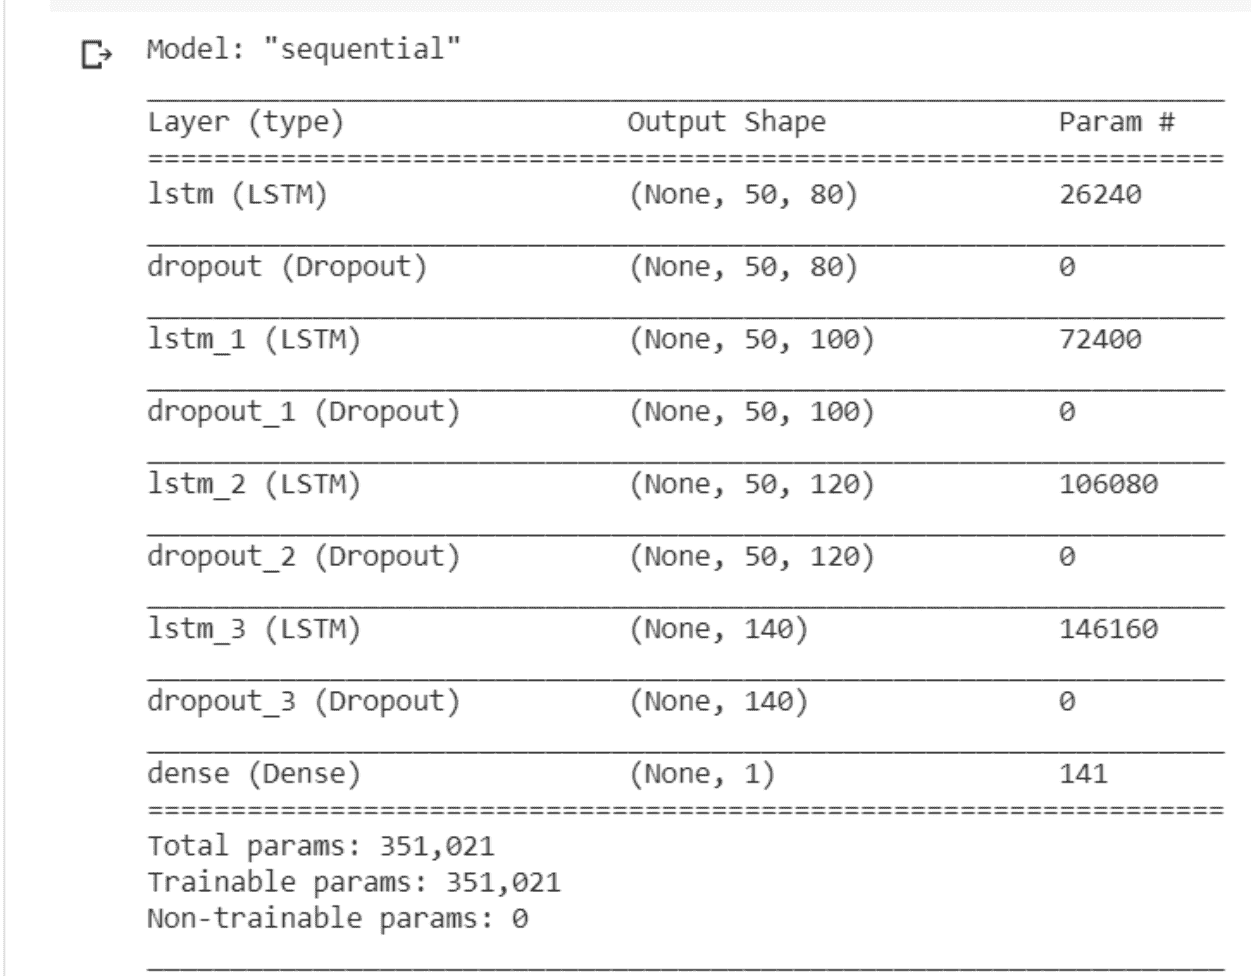 Model: "sequential"
Layer (type) Output Shape Param #
=================================================================
lstm (LSTM) (None, 50, 80) 26240
dropout (Dropout) (None, 50, 80) 0
lstm_1 (LSTM) (None, 50, 100) 72400
dropout_1 (Dropout) (None, 50, 100) 0
lstm_2 (LSTM) (None, 50, 120) 106080
dropout_2 (Dropout) (None, 50, 120) 0
lstm_3 (LSTM) (None, 140) 146160
dropout_3 (Dropout) (None, 140) 0
dense (Dense) (None, 1) 141
=================================================================
Total params: 351,021
Trainable params: 351,021
Non-trainable params: 0